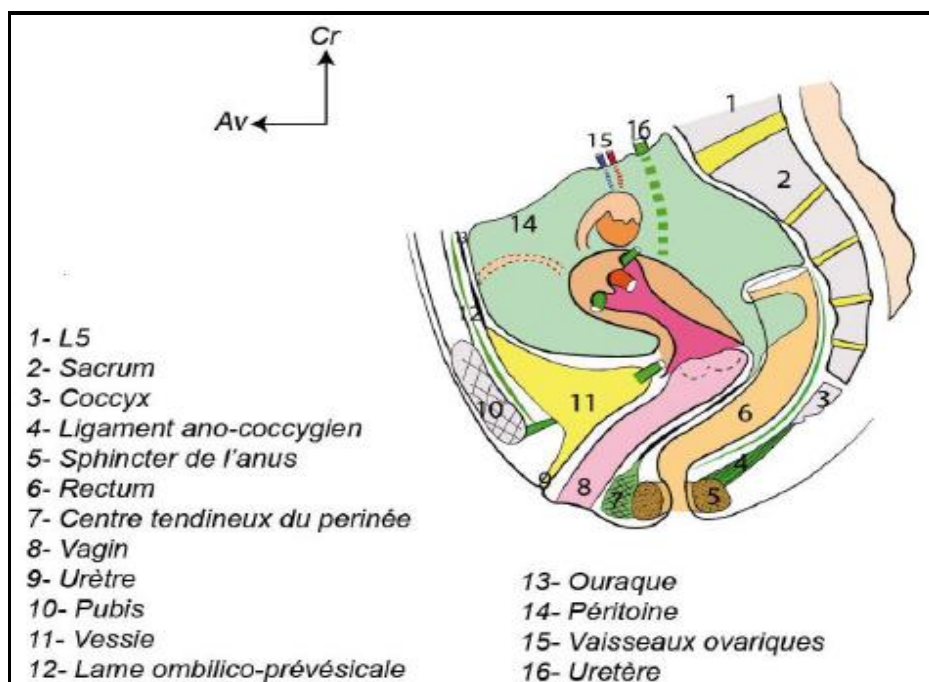 Cr
Av
1
2
15
16
14
13
12
10
11
3
6
4
9
8
7
5
1- L5
2- Sacrum
3- Coccyx
4- Ligament ano-coccygien
5- Sphincter de l'anus
6- Rectum
7- Centre tendineux du perinée
8- Vagin
9- Urètre
10- Pubis
11- Vessie
12- Lame ombilico-prévésicale
13- Ouraque
14- Péritoine
15- Vaisseaux ovariques
16- Uretère